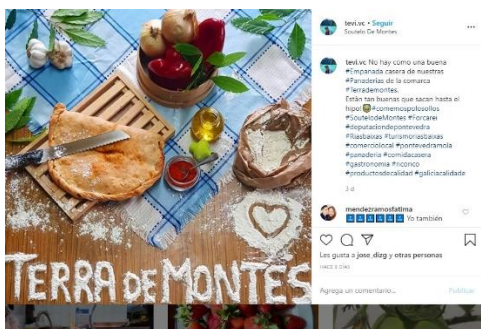 TERRA DE MONTES
tevi.vc • Seguir
Soutelo De Montes
tevi.vc No hay como una buena
#Empanada casera de nuestras
#Panaderías de la comarca
#Terrademontes.
Están tan buenas que sacan hasta el
hipo!
#comemospolosollos
#SoutelodeMontes #Forcarei
#deputaciondepontevedra
#Riasbaixas #turismoriasbaixas
#comerciolocal #pontevedramola
#panaderia #comidacasera
#gastronomia #ricorico
#productosdecalidad #galiciacalidade
3 d
mendezramosfatima
Yo también
Les gusta a jose_dizg y otras personas
HACE 3 DÍAS
Agrega un comentario...
Publicar